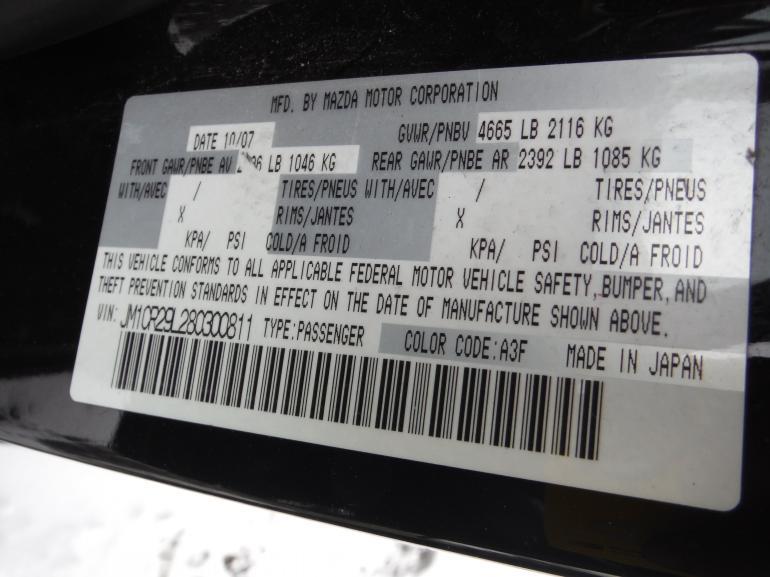 MFD. BY MAZDA MOTOR CORPORATION
DATE 10/07 GVWR/PNBV 4665 LB 2116 KG
FRONT GAWR/PNBE AV LB 1046 KG REAR GAWR/PNBE AR 2392 LB 1085 KG
WITH/AVEC / TIRES/PNEUS WITH/AVEC / TIRES/PNEUS
X RIMS/JANTES X RIMS/JANTES
KPA/ PSI COLD/A FROID KPA/ PSI COLD/A FROID
THIS VEHICLE CONFORMS TO ALL APPLICABLE FEDERAL MOTOR VEHICLE SAFETY, BUMPER, AND
THEFT PREVENTION STANDARDS IN EFFECT ON THE DATE OF MANUFACTURE SHOWN ABOVE.
VIN: JM1CR29L280300811 TYPE:PASSENGER COLOR CODE:A3F MADE IN JAPAN